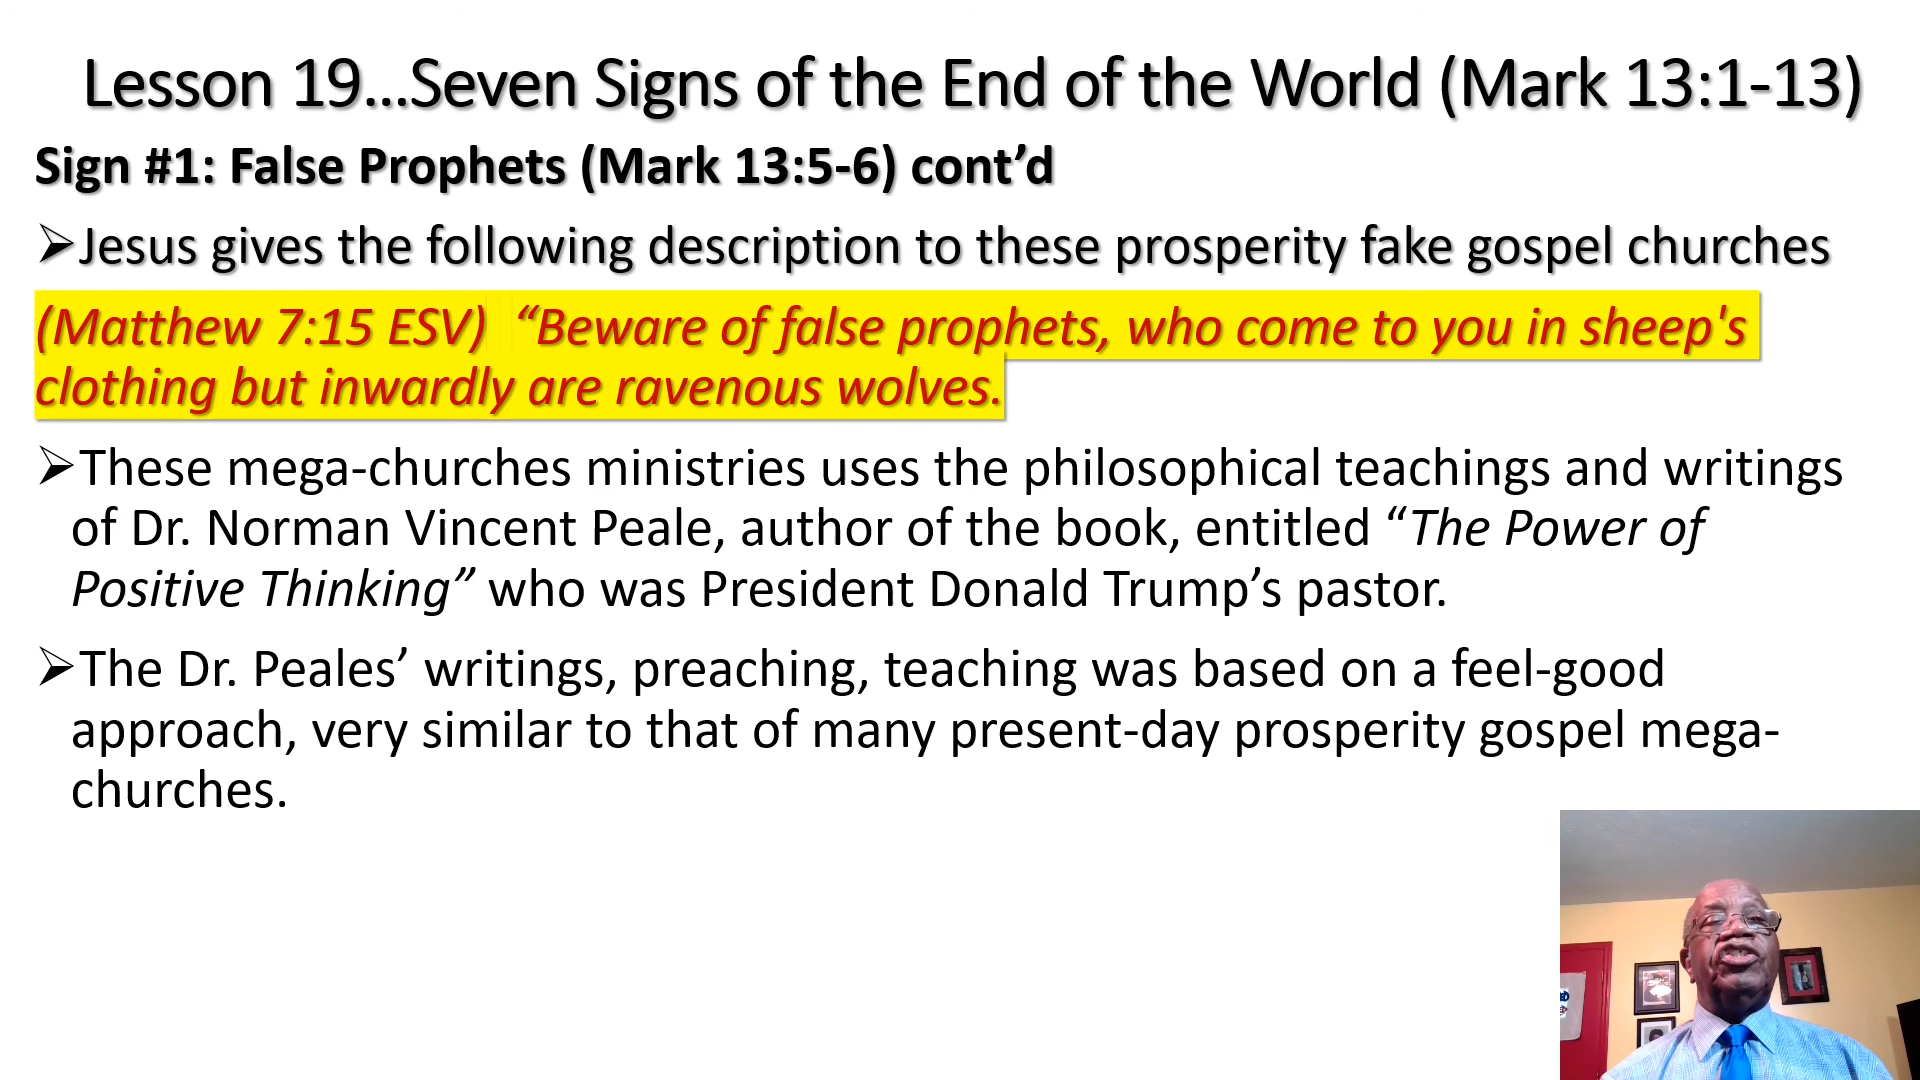 Lesson 19...Seven Signs of the End of the World (Mark 13:1-13)
Sign #1: False Prophets (Mark 13:5-6) cont’d
➢Jesus gives the following description to these prosperity fake gospel churches
(Matthew 7:15 ESV)  “Beware of false prophets, who come to you in sheep's
clothing but inwardly are ravenous wolves.
➢These mega-churches ministries uses the philosophical teachings and writings
of Dr. Norman Vincent Peale, author of the book, entitled “The Power of
Positive Thinking” who was President Donald Trump’s pastor.
➢The Dr. Peales’ writings, preaching, teaching was based on a feel-good
approach, very similar to that of many present-day prosperity gospel mega-
churches.